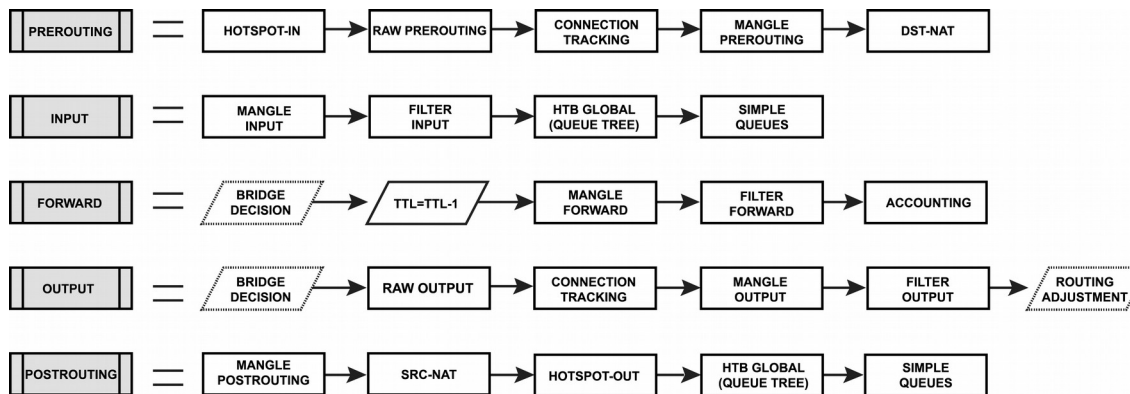 PREROUTING
HOTSPOT-IN
RAW PREROUTING
CONNECTION
TRACKING
MANGLE
PREROUTING
DST-NAT
INPUT
MANGLE
INPUT
FILTER
INPUT
HTB GLOBAL
(QUEUE TREE)
SIMPLE
QUEUES
FORWARD
BRIDGE
DECISION
TTL=TTL-1
MANGLE
FORWARD
FILTER
FORWARD
ACCOUNTING
OUTPUT
BRIDGE
DECISION
RAW OUTPUT
CONNECTION
TRACKING
MANGLE
OUTPUT
FILTER
OUTPUT
ROUTING
ADJUSTMENT
POSTROUTING
MANGLE
POSTROUTING
SRC-NAT
HOTSPOT-OUT
HTB GLOBAL
(QUEUE TREE)
SIMPLE
QUEUES